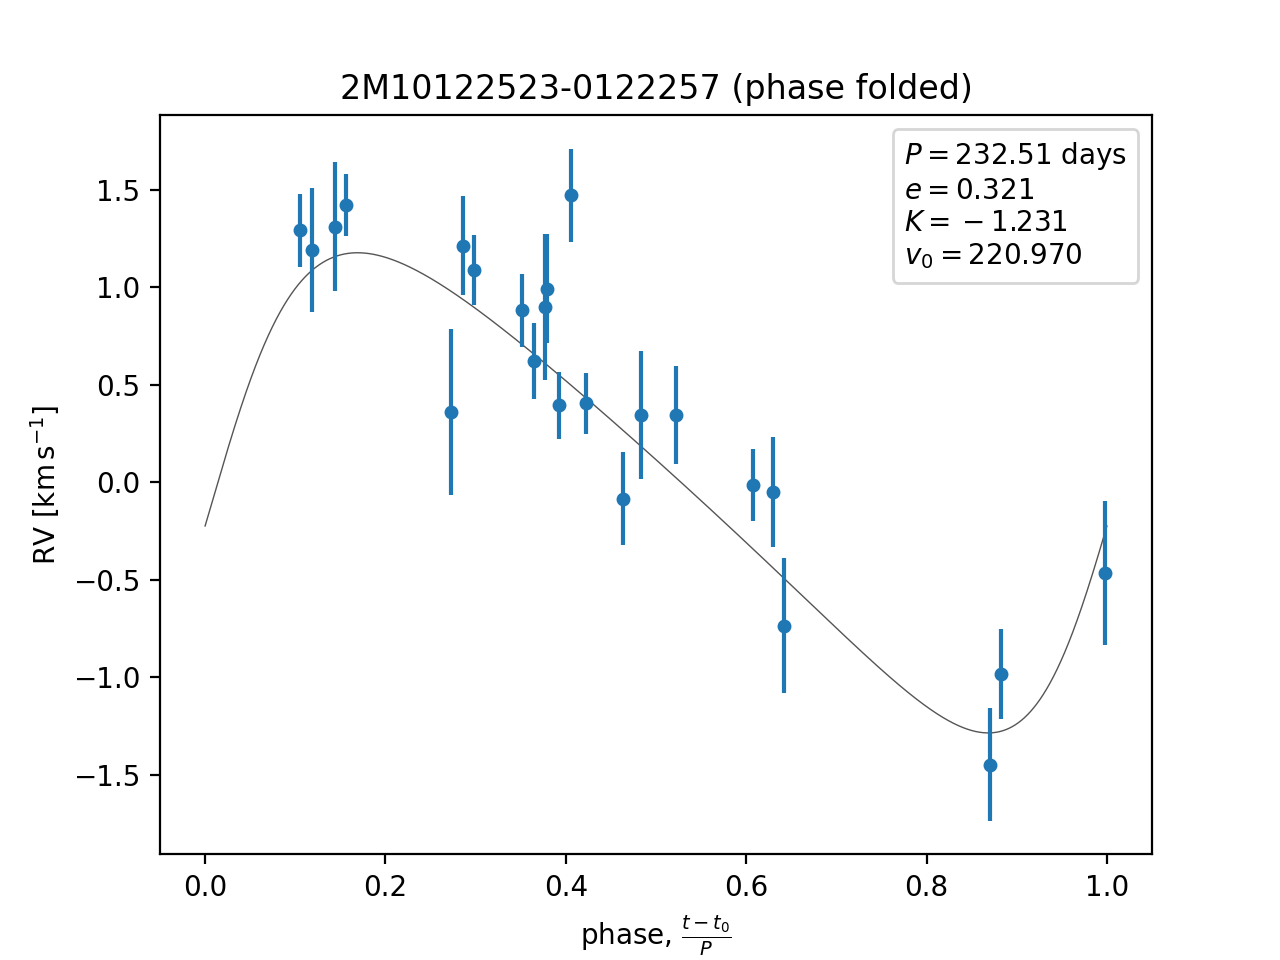 2M10122523-0122257 (phase folded)
P = 232.51 days
e = 0.321
K = −1.231
v₀ = 220.970
1.5
1.0
0.5
0.0
−0.5
−1.0
−1.5
RV [km s⁻¹]
0.0 0.2 0.4 0.6 0.8 1.0
phase, (t − t₀)/P